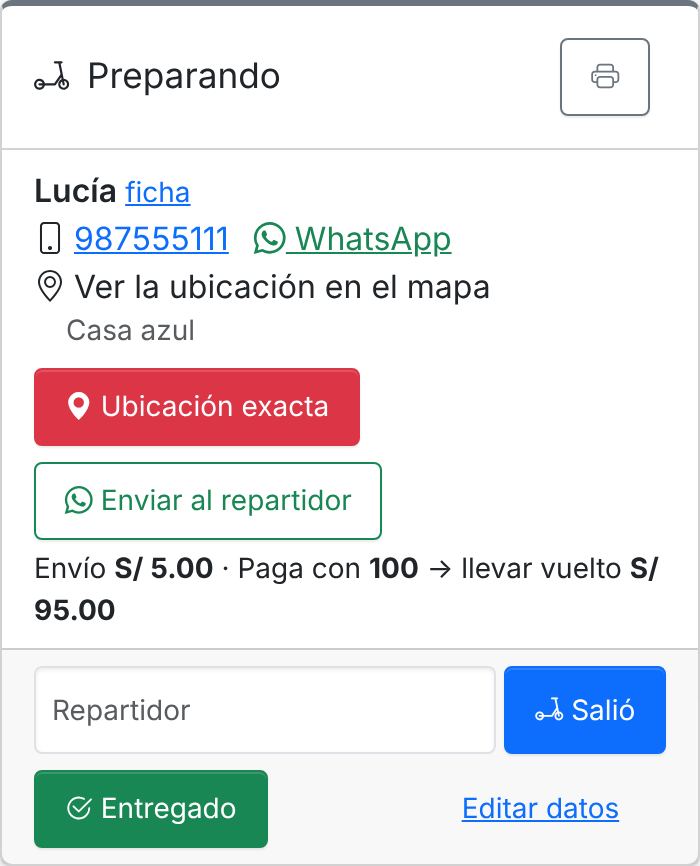 Preparando
Lucía ficha
987555111 WhatsApp
Ver la ubicación en el mapa
Casa azul
Ubicación exacta
Enviar al repartidor
Envío S/ 5.00 · Paga con 100 → llevar vuelto S/
95.00
Repartidor
Salió
Entregado
Editar datos